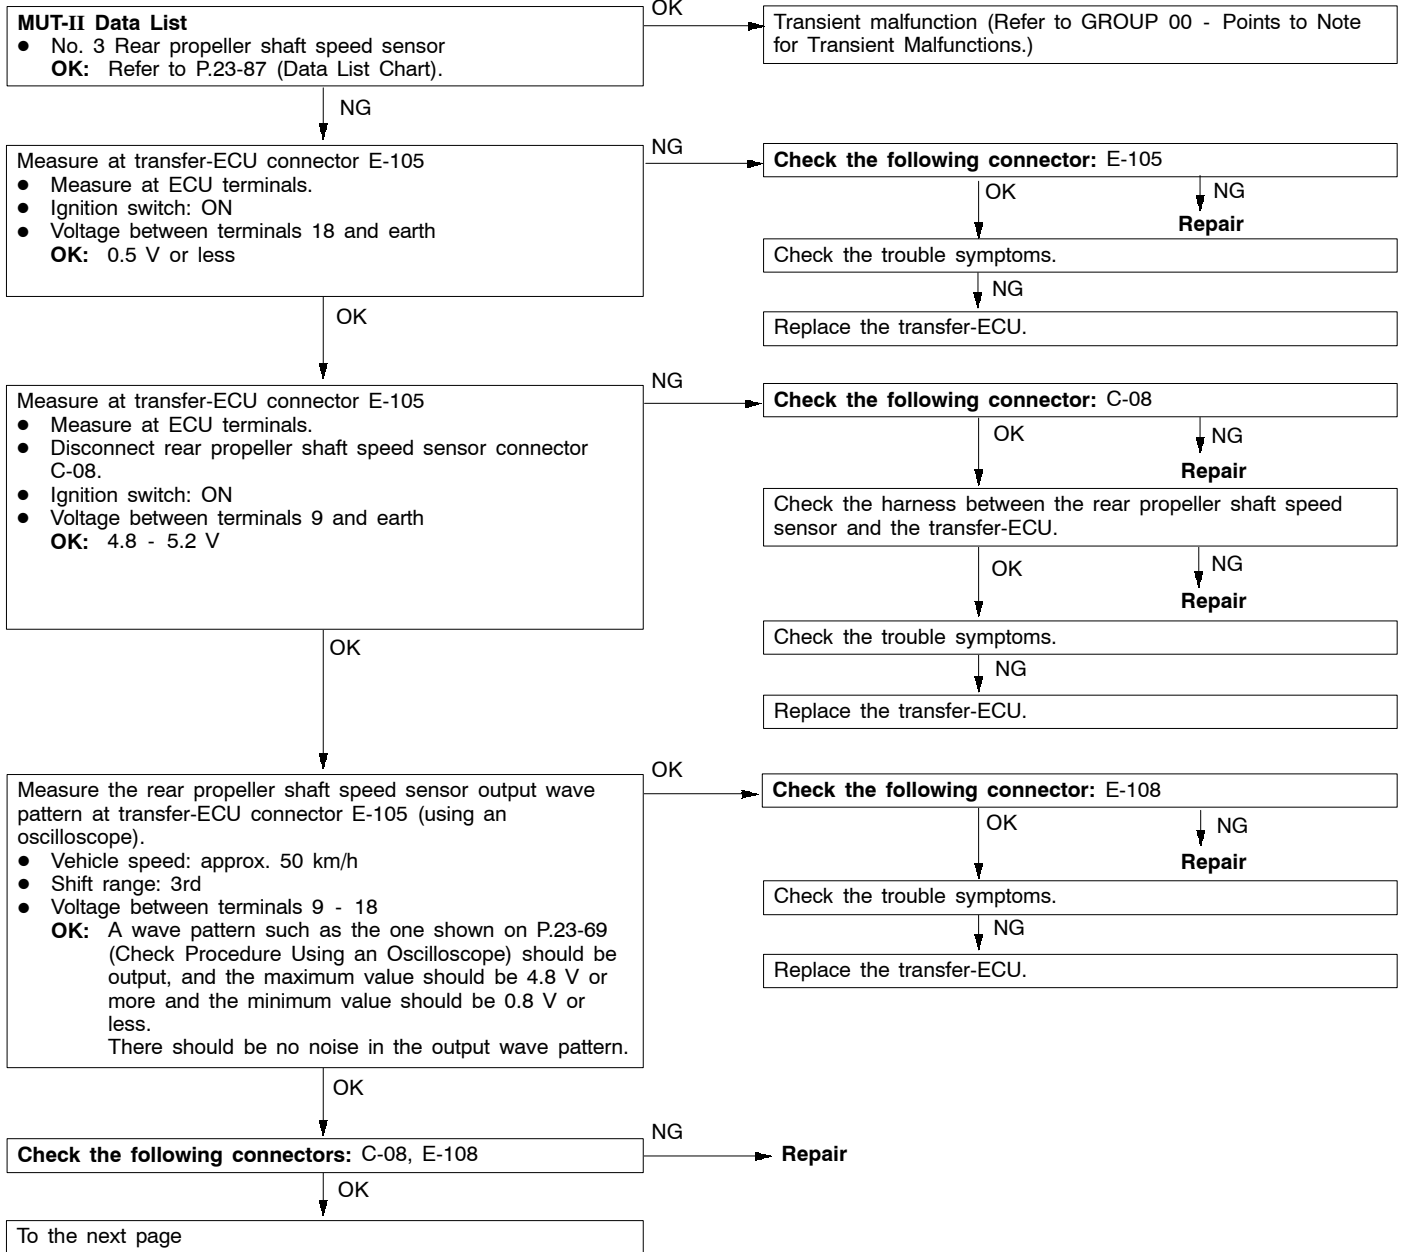 MUT-II Data List
● No. 3 Rear propeller shaft speed sensor
OK: Refer to P.23-87 (Data List Chart).
OK
Transient malfunction (Refer to GROUP 00 - Points to Note
for Transient Malfunctions.)
NG
Measure at transfer-ECU connector E-105
● Measure at ECU terminals.
● Ignition switch: ON
● Voltage between terminals 18 and earth
OK: 0.5 V or less
NG
Check the following connector: E-105
OK
NG
Repair
Check the trouble symptoms.
NG
Replace the transfer-ECU.
OK
Measure at transfer-ECU connector E-105
● Measure at ECU terminals.
● Disconnect rear propeller shaft speed sensor connector
C-08.
● Ignition switch: ON
● Voltage between terminals 9 and earth
OK: 4.8 - 5.2 V
NG
Check the following connector: C-08
OK
NG
Repair
Check the harness between the rear propeller shaft speed
sensor and the transfer-ECU.
OK
NG
Repair
Check the trouble symptoms.
NG
Replace the transfer-ECU.
OK
Measure the rear propeller shaft speed sensor output wave
pattern at transfer-ECU connector E-105 (using an
oscilloscope).
● Vehicle speed: approx. 50 km/h
● Shift range: 3rd
● Voltage between terminals 9 - 18
OK: A wave pattern such as the one shown on P.23-69
(Check Procedure Using an Oscilloscope) should be
output, and the maximum value should be 4.8 V or
more and the minimum value should be 0.8 V or
less.
There should be no noise in the output wave pattern.
OK
Check the following connector: E-108
OK
NG
Repair
Check the trouble symptoms.
NG
Replace the transfer-ECU.
OK
Check the following connectors: C-08, E-108
NG
Repair
OK
To the next page